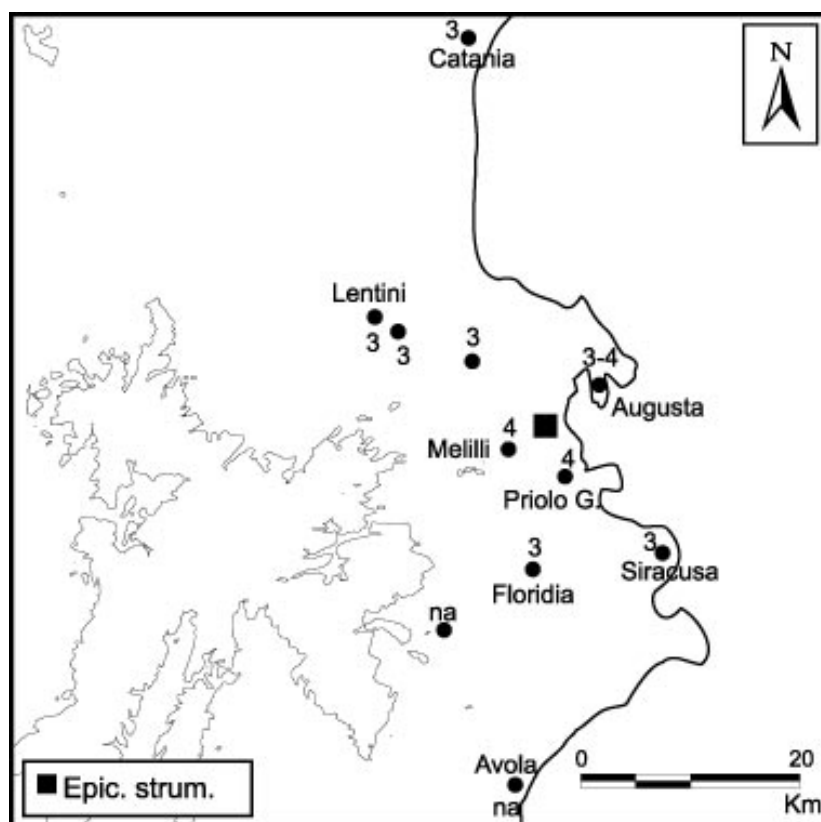 3
Catania
N
Lentini
3
3
3
3-4
Augusta
4
Melilli
4
Priolo G.
3
Floridia
3
Siracusa
na
Avola
na
0 20
Km
Epic. strum.